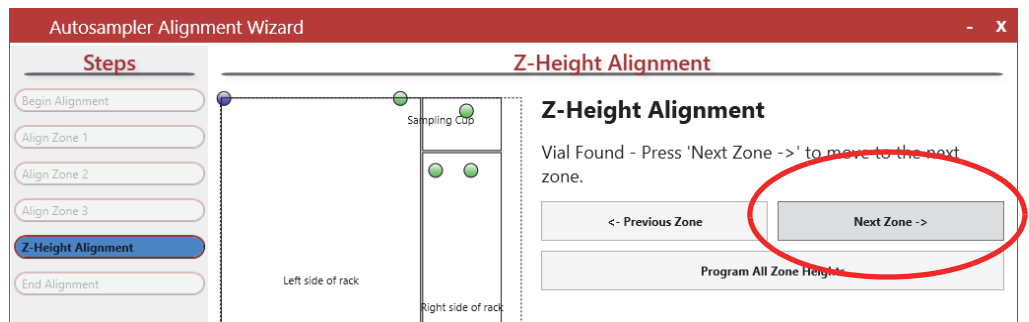 Autosampler Alignment Wizard
- X
Steps
Z-Height Alignment
Begin Alignment
Align Zone 1
Align Zone 2
Align Zone 3
Z-Height Alignment
End Alignment
Sampling Cup
Left side of rack
Right side of rack
Z-Height Alignment
Vial Found - Press 'Next Zone ->' to move to the next
zone.
<- Previous Zone
Next Zone ->
Program All Zone Heights